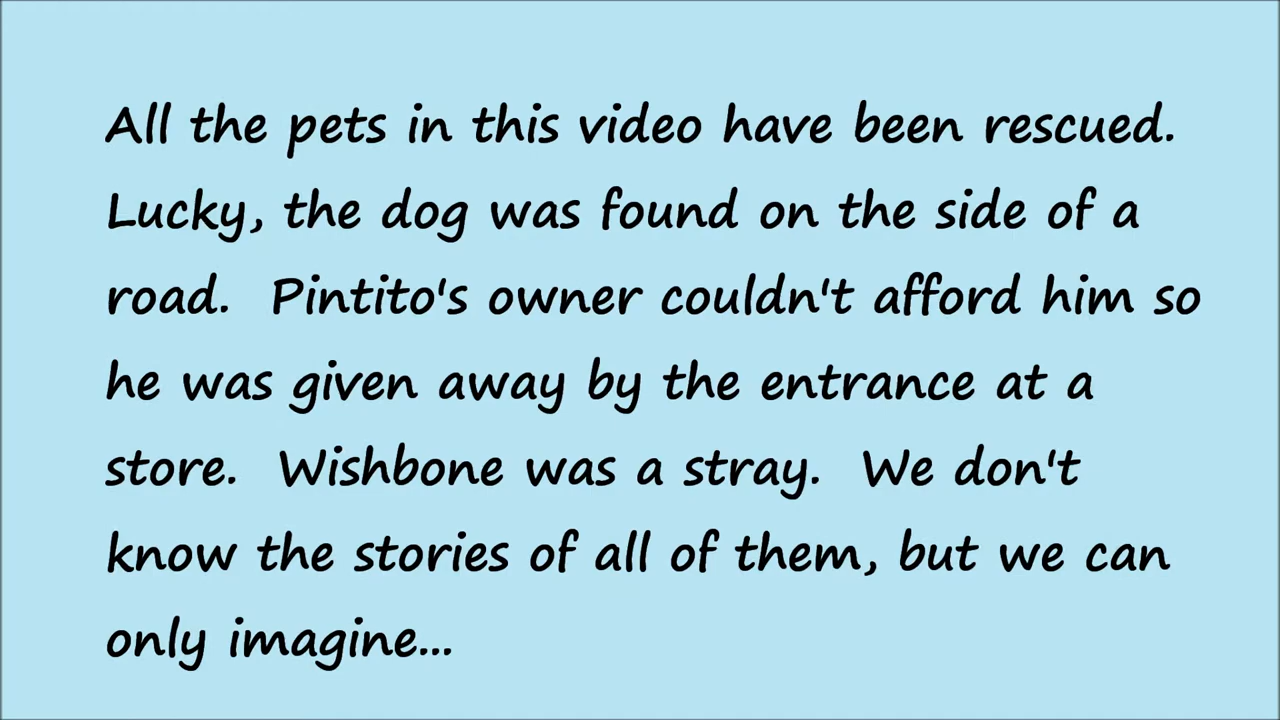 All the pets in this video have been rescued.
Lucky, the dog was found on the side of a
road.  Pintito's owner couldn't afford him so
he was given away by the entrance at a
store.  Wishbone was a stray.  We don't
know the stories of all of them, but we can
only imagine...